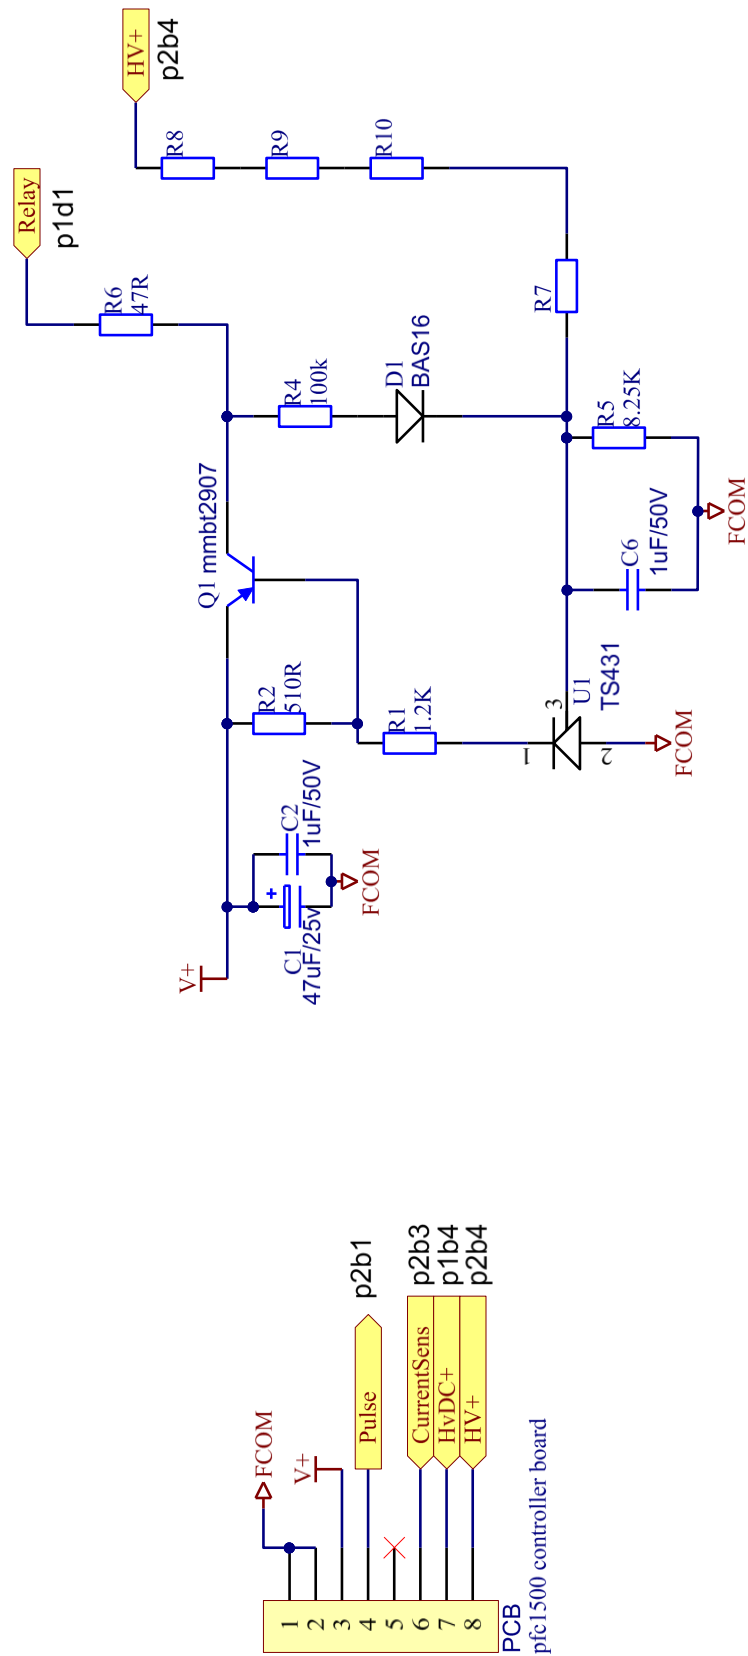 HV+
p2b4
Relay
p1d1
R8
R9
R10
R6
47R
R7
R4
100k
D1
BAS16
R5
8.25K
Q1 mmbt2907
C6
1uF/50V
FCOM
R2
510R
R1
1.2K
1
3
2
U1
TS431
FCOM
V+
+
C2
1uF/50V
C1
47uF/25v
FCOM
FCOM
V+
Pulse
p2b1
CurrentSens
p2b3
HvDC+
p1b4
HV+
p2b4
1
2
3
4
5
6
7
8
PCB
pfc1500 controller board